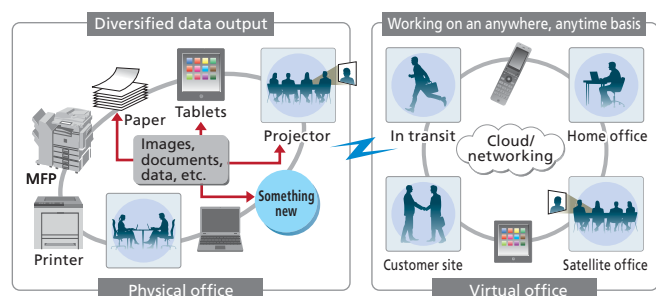 Diversified data output
Paper
Tablets
Projector
MFP
Images,
documents,
data, etc.
Something
new
Printer
Physical office
Working on an anywhere, anytime basis
In transit
Cloud/
networking
Home office
Customer site
Satellite office
Virtual office